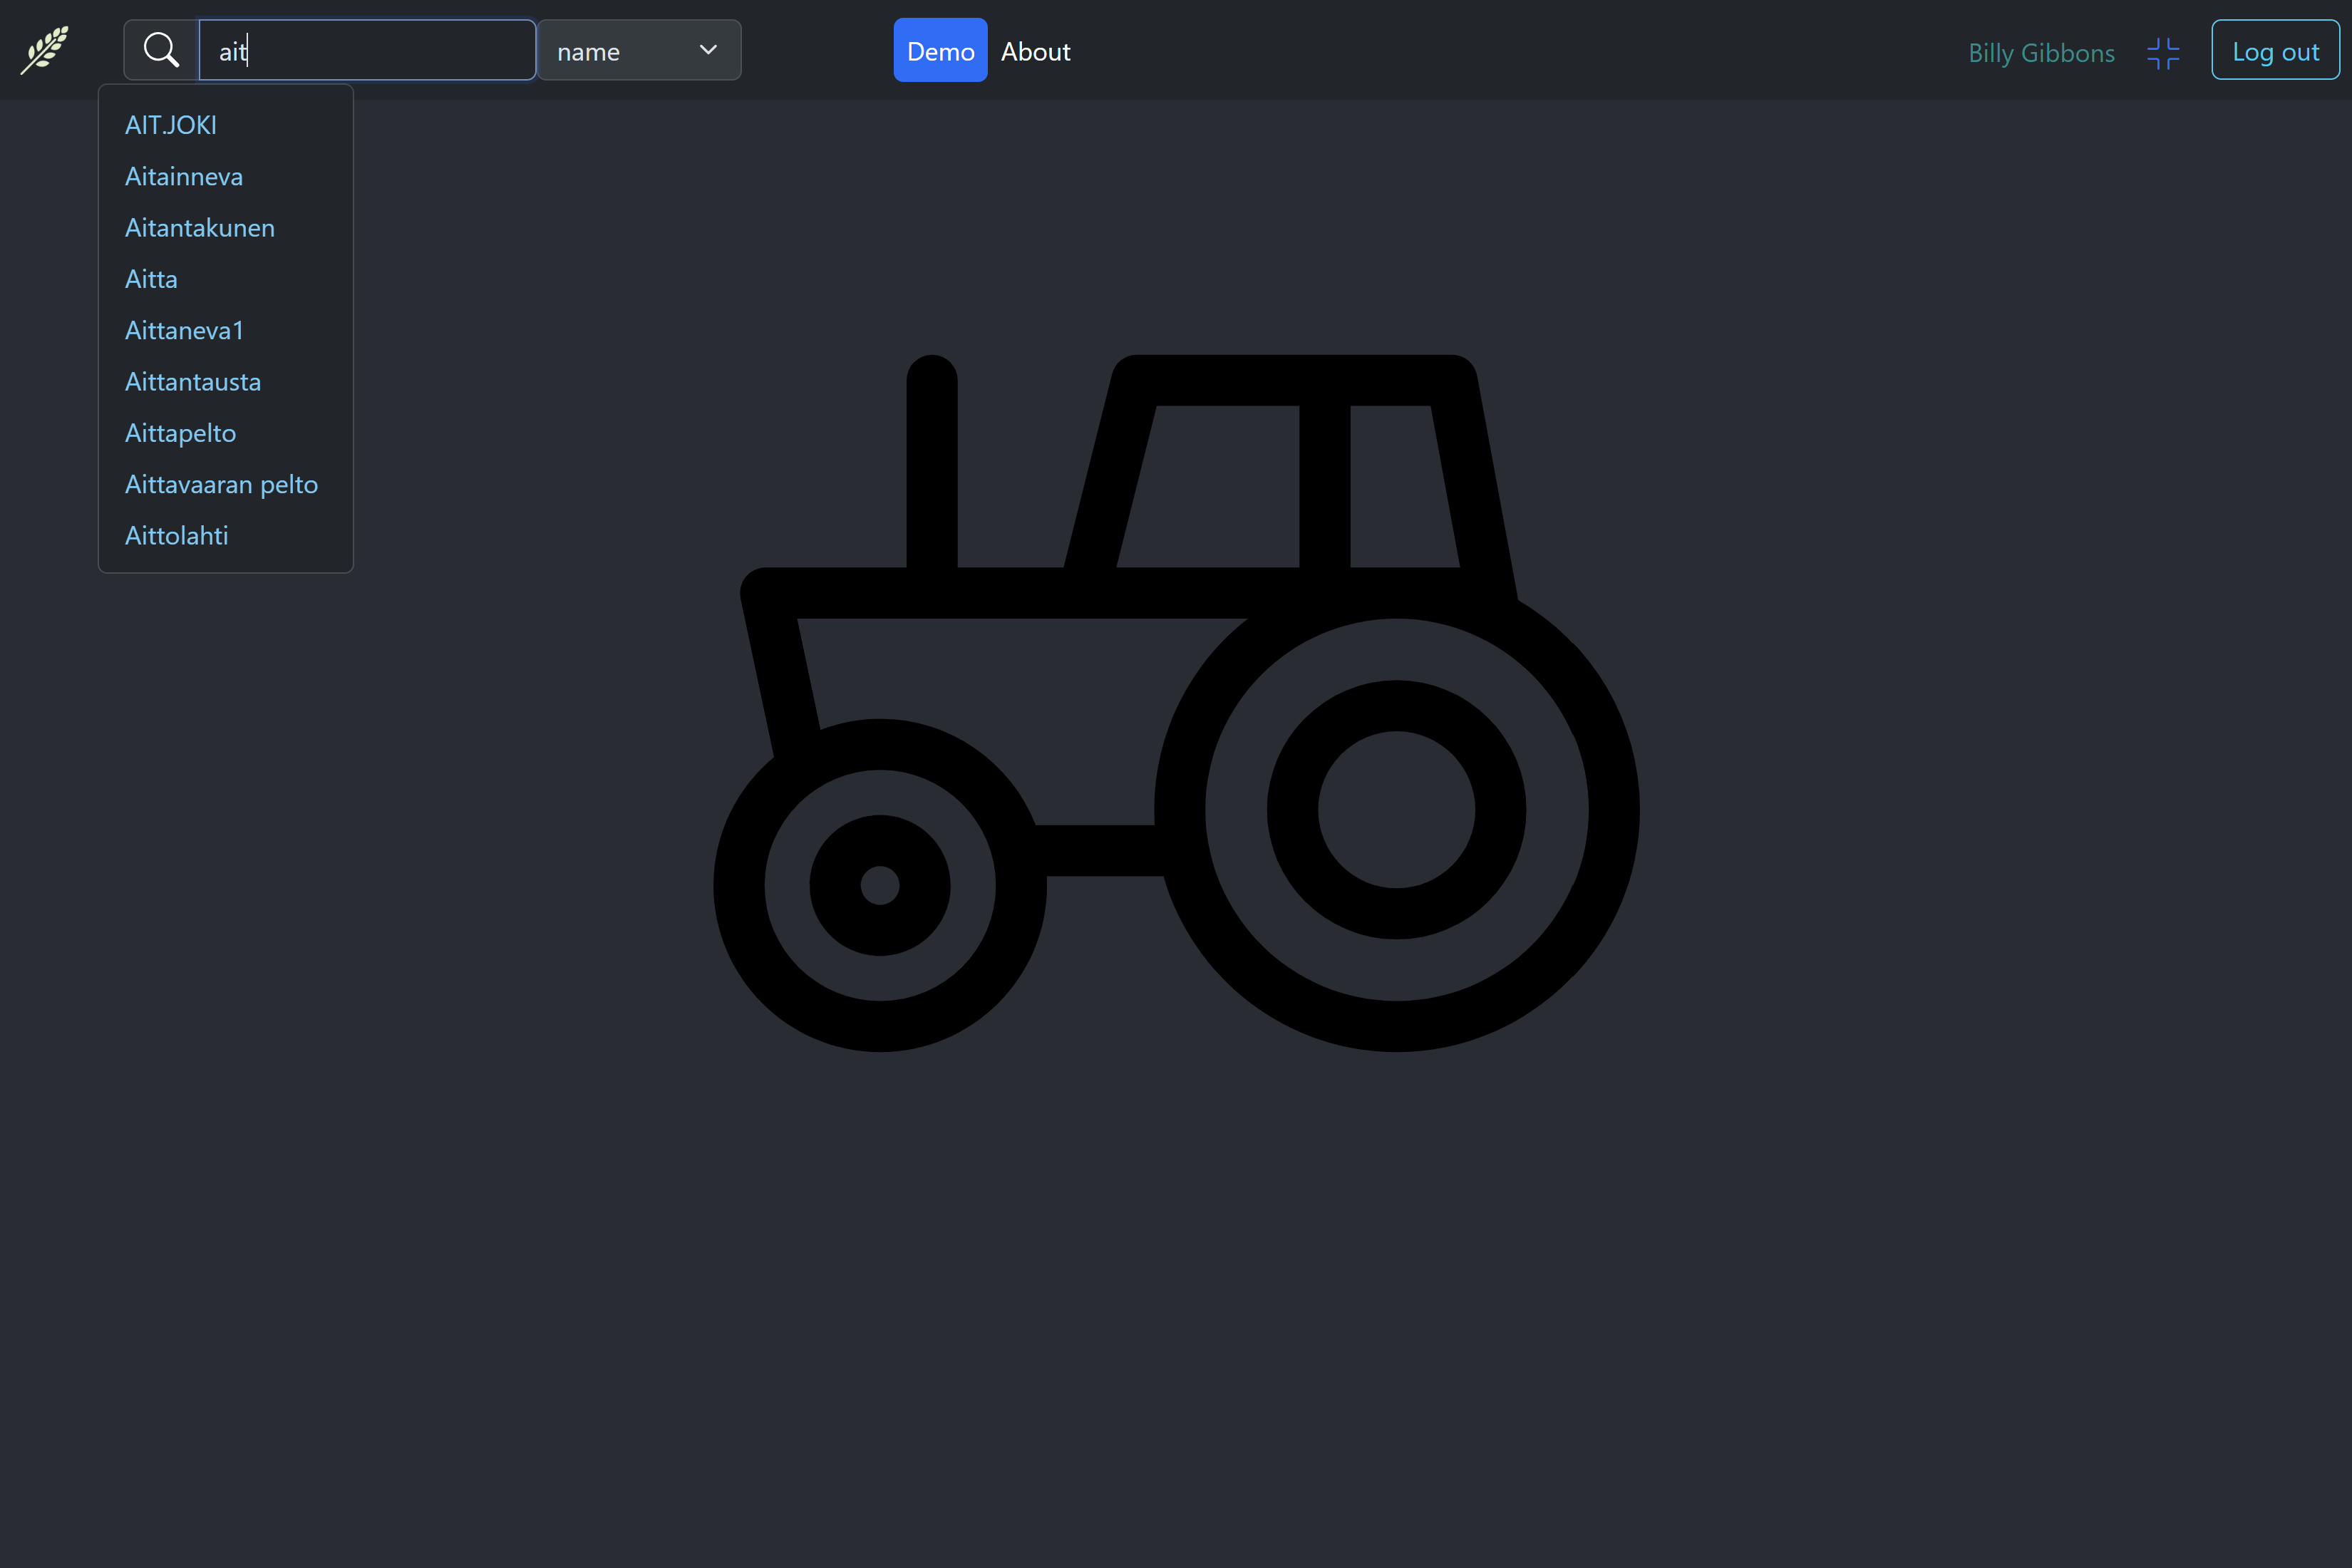 ait
name
Demo
About
Billy Gibbons
Log out
AIT.JOKI
Aitainneva
Aitantakunen
Aitta
Aittaneva1
Aittantausta
Aittapelto
Aittavaaran pelto
Aittolahti